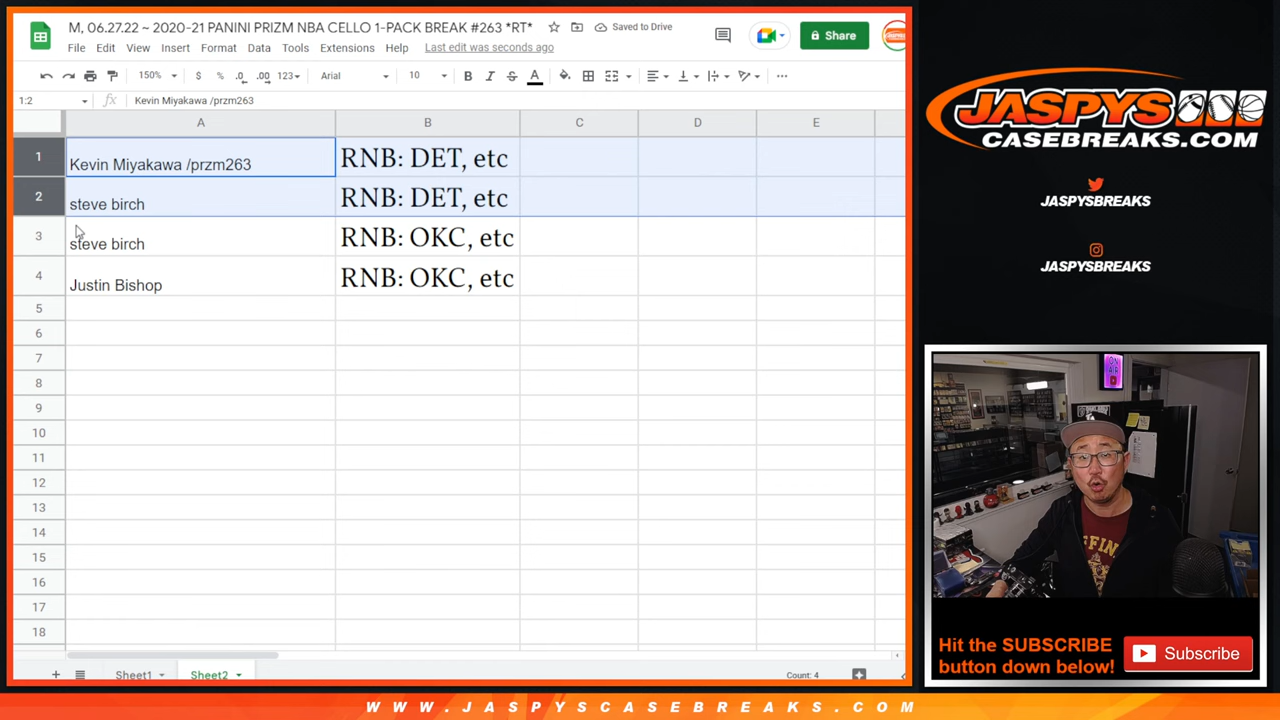 M, 06.27.22 ~ 2020-21 PANINI PRIZM NBA CELLO 1-PACK BREAK #263 *RT*
Saved to Drive
Share
File Edit View Insert Format Data Tools Extensions Help Last edit was seconds ago
150% $ % .0 .00 123 Arial 10 B I S A
1:2 fx Kevin Miyakawa /przm263
A B C D E
1 Kevin Miyakawa /przm263 RNB: DET, etc
2 steve birch RNB: DET, etc
3 steve birch RNB: OKC, etc
4 Justin Bishop RNB: OKC, etc
5
6
7
8
9
10
11
12
13
14
15
16
17
18
Sheet1 Sheet2 Count: 4
JASPYS
CASEBREAKS.COM
JASPYSBREAKS
JASPYSBREAKS
ON AIR
Hit the SUBSCRIBE
button down below!
Subscribe
WWW.JASPYSCASEBREAKS.COM